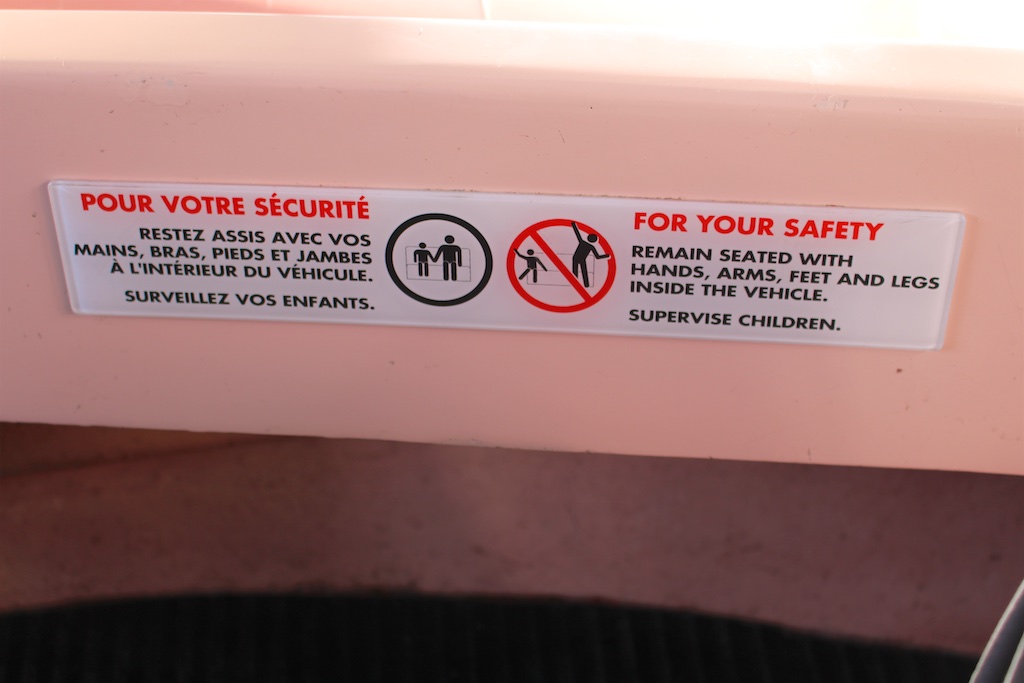 POUR VOTRE SÉCURITÉ
RESTEZ ASSIS AVEC VOS
MAINS, BRAS, PIEDS ET JAMBES
À L'INTÉRIEUR DU VÉHICULE.
SURVEILLEZ VOS ENFANTS.
FOR YOUR SAFETY
REMAIN SEATED WITH
HANDS, ARMS, FEET AND LEGS
INSIDE THE VEHICLE.
SUPERVISE CHILDREN.